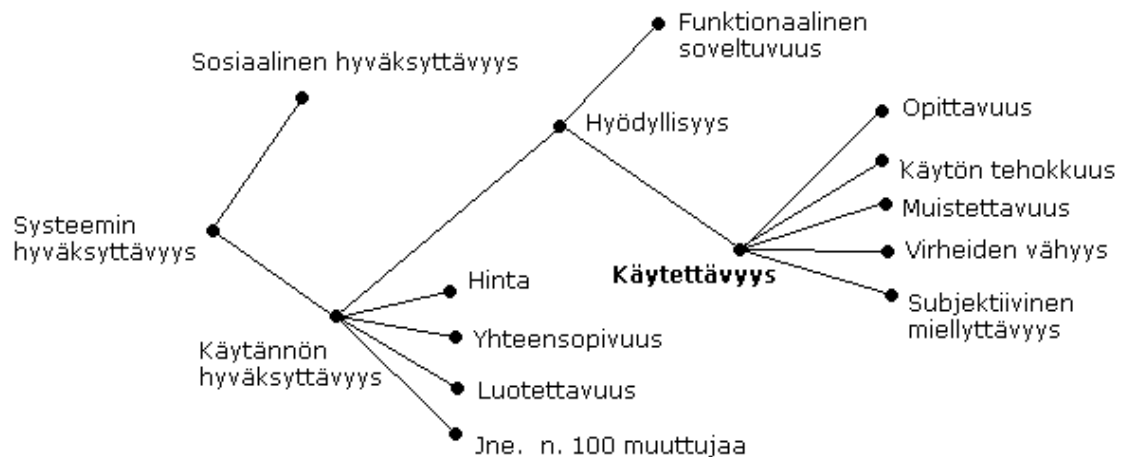 Funktionaalinen
soveltuvuus
Sosiaalinen hyväksyttävyys
Hyödyllisyys
Opittavuus
Käytön tehokkuus
Muistettavuus
Systeemin
hyväksyttävyys
Virheiden vähyys
Käytettävyys
Hinta
Subjektiivinen
miellyttävyys
Yhteensopivuus
Käytännön
hyväksyttävyys
Luotettavuus
Jne. n. 100 muuttujaa